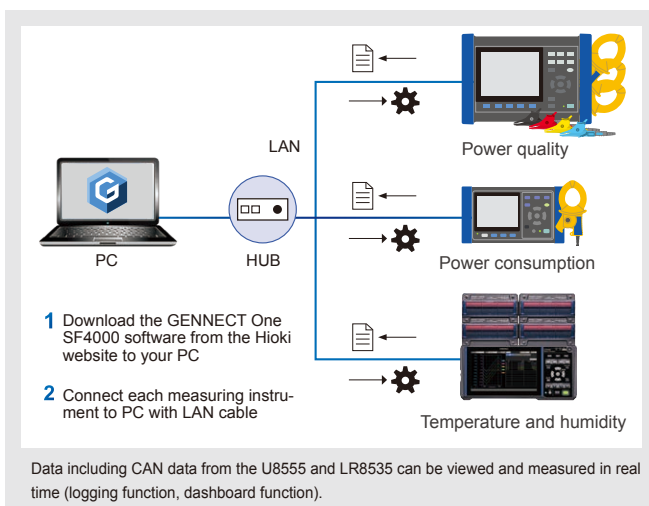 LAN
Power quality
PC
HUB
Power consumption
1 Download the GENNECT One
SF4000 software from the Hioki
website to your PC
2 Connect each measuring instru-
ment to PC with LAN cable
Temperature and humidity
Data including CAN data from the U8555 and LR8535 can be viewed and measured in real
time (logging function, dashboard function).